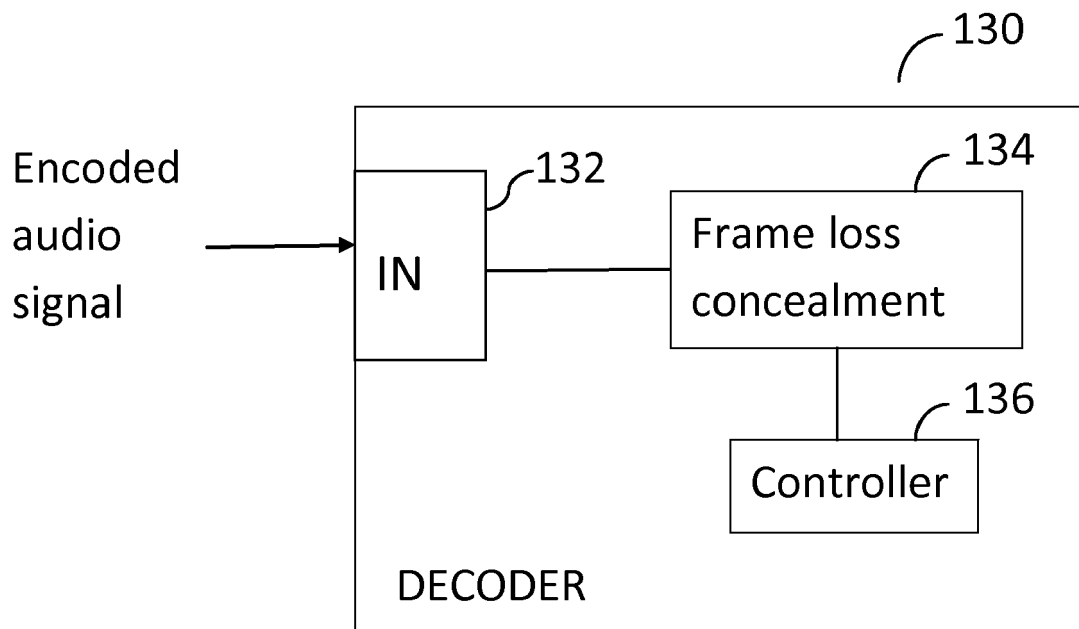 130
Encoded
audio
signal
132
IN
134
Frame loss
concealment
136
Controller
DECODER